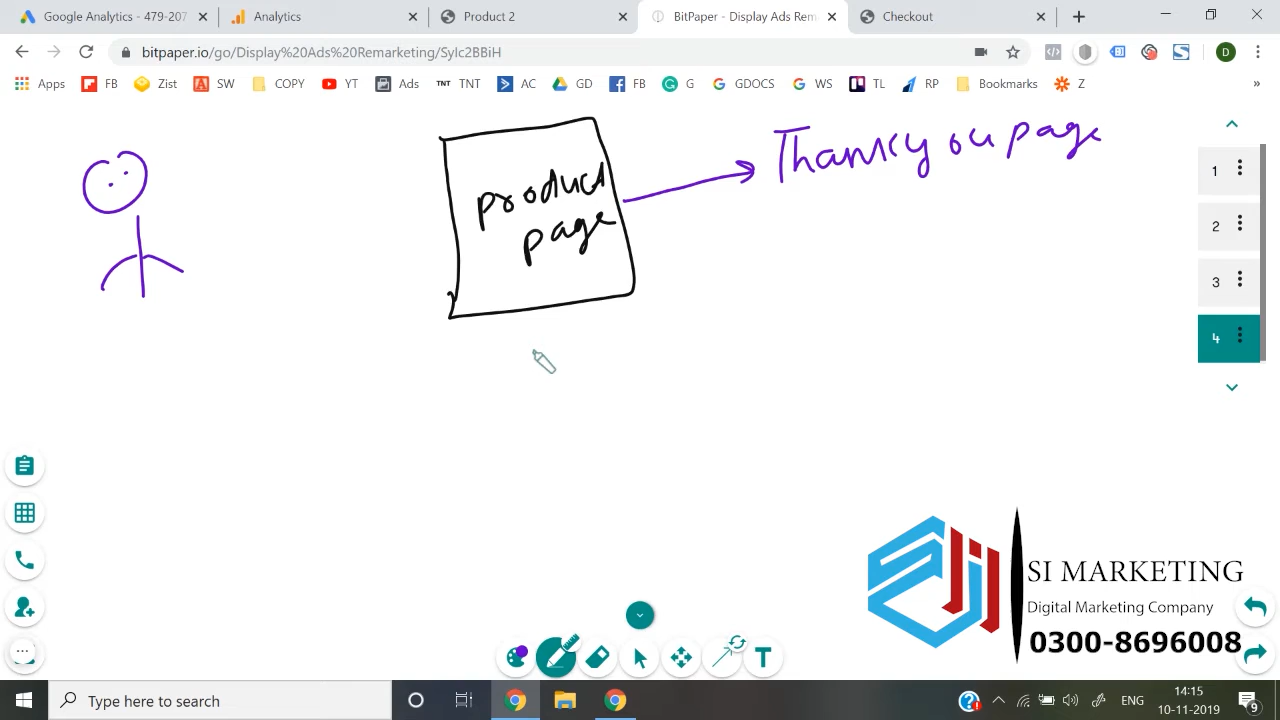 Google Analytics - 479-207
Analytics
Product 2
BitPaper - Display Ads Rem
Checkout
bitpaper.io/go/Display%20Ads%20Remarketing/SyIc2BBiH
D
Apps
FB
Zist
SW
COPY
YT
Ads
TNT
TNT
AC
GD
FB
G
GDOCS
WS
TL
RP
Bookmarks
Z
»
Thankyou page
product
page
1
2
3
4
SI MARKETING
Digital Marketing Company
0300-8696008
T
Type here to search
ENG
14:15
10-11-2019
9